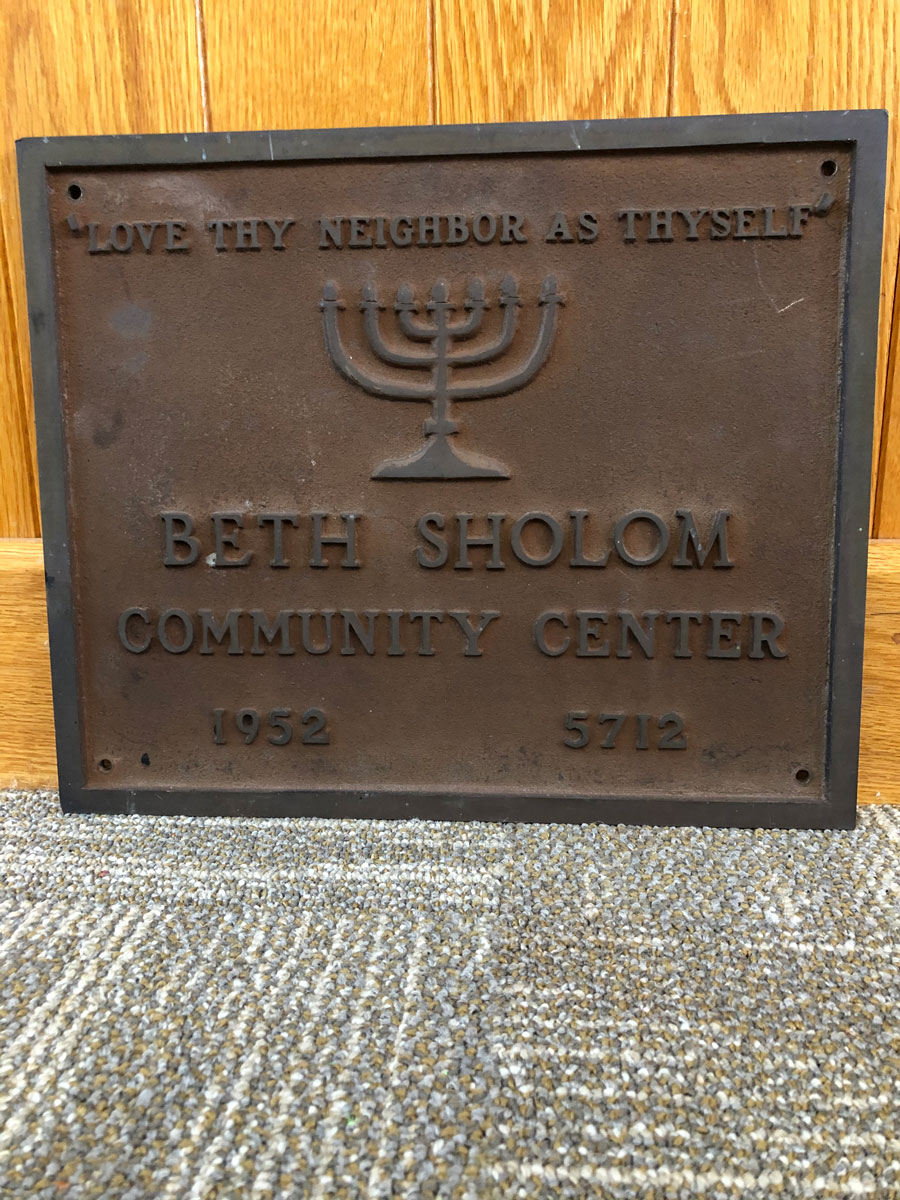 "LOVE THY NEIGHBOR AS THYSELF"
BETH SHOLOM
COMMUNITY CENTER
1952 5712